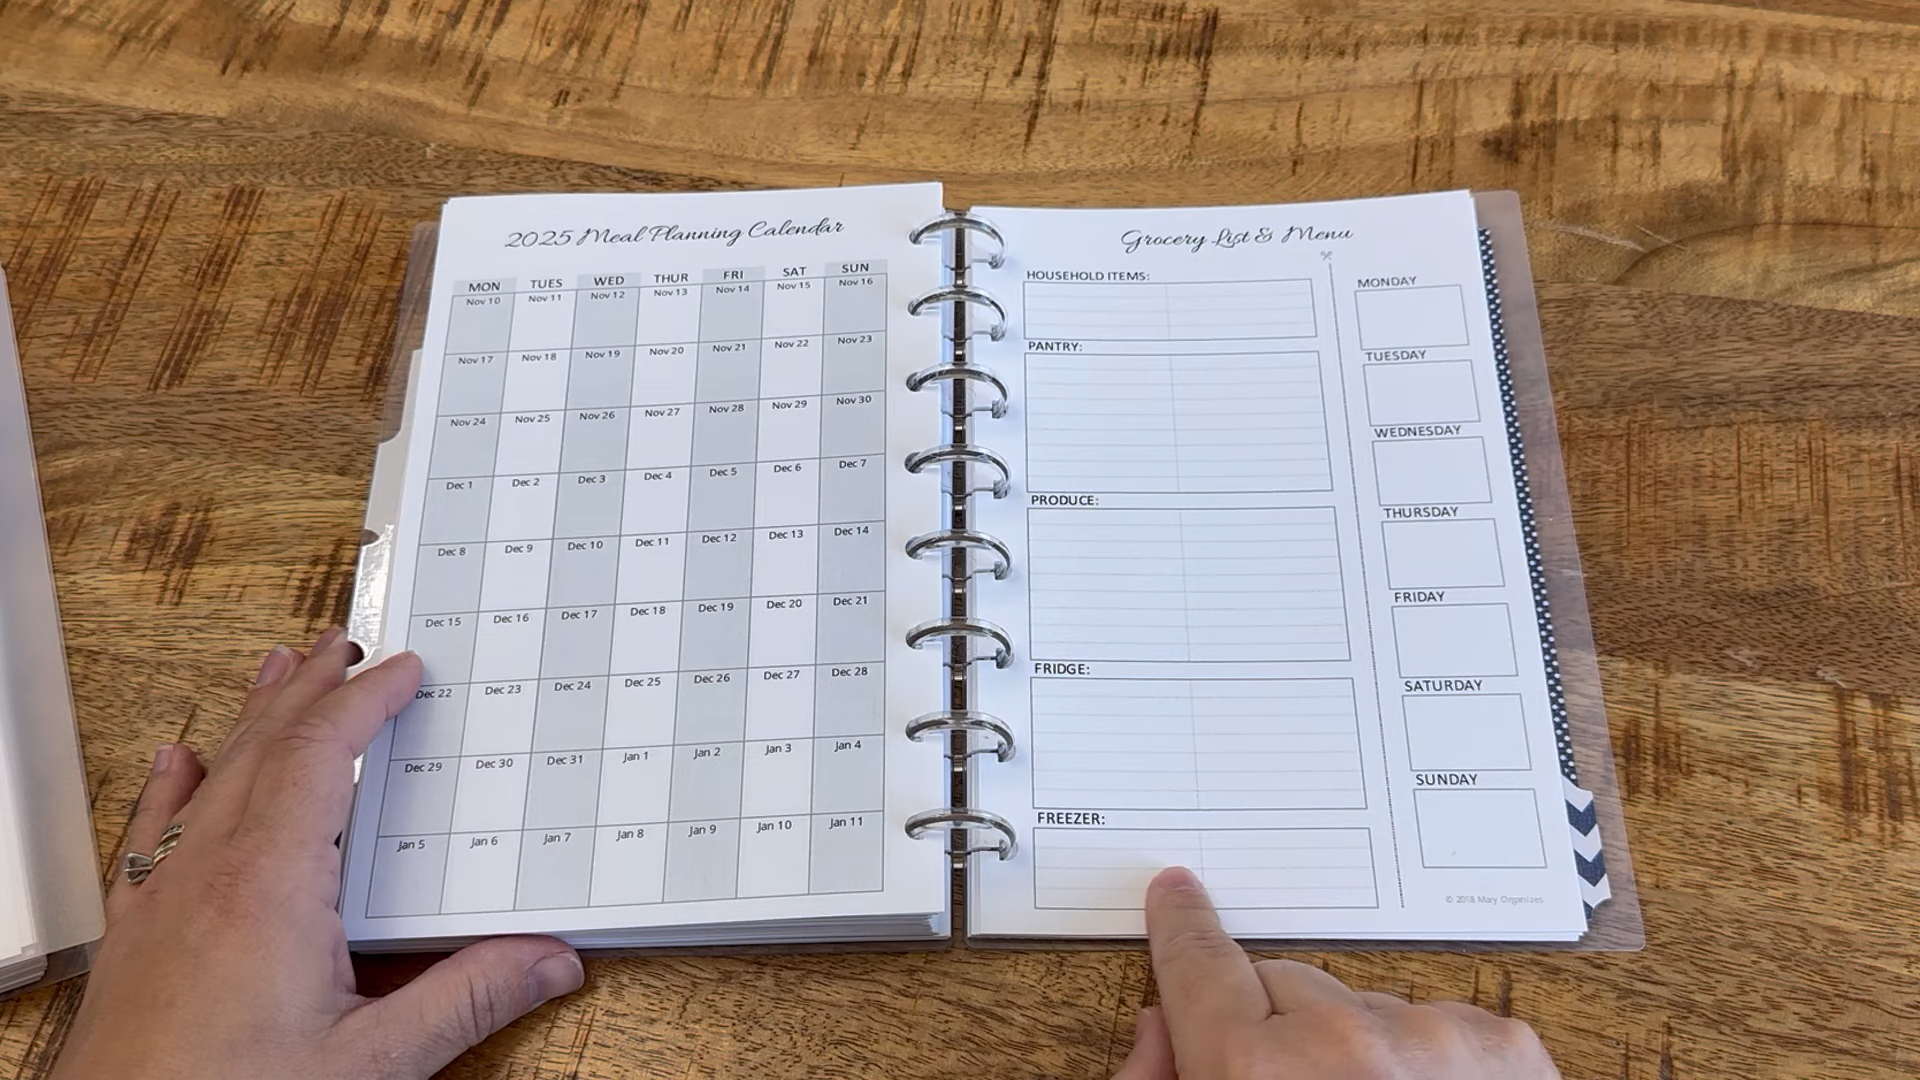 2025 Meal Planning Calendar
MON TUES WED THUR FRI SAT SUN
Nov 10 Nov 11 Nov 12 Nov 13 Nov 14 Nov 15 Nov 16
Nov 17 Nov 18 Nov 19 Nov 20 Nov 21 Nov 22 Nov 23
Nov 24 Nov 25 Nov 26 Nov 27 Nov 28 Nov 29 Nov 30
Dec 1 Dec 2 Dec 3 Dec 4 Dec 5 Dec 6 Dec 7
Dec 8 Dec 9 Dec 10 Dec 11 Dec 12 Dec 13 Dec 14
Dec 15 Dec 16 Dec 17 Dec 18 Dec 19 Dec 20 Dec 21
Dec 22 Dec 23 Dec 24 Dec 25 Dec 26 Dec 27 Dec 28
Dec 29 Dec 30 Dec 31 Jan 1 Jan 2 Jan 3 Jan 4
Jan 5 Jan 6 Jan 7 Jan 8 Jan 9 Jan 10 Jan 11
Grocery List & Menu
HOUSEHOLD ITEMS:
PANTRY:
PRODUCE:
FRIDGE:
FREEZER:
MONDAY
TUESDAY
WEDNESDAY
THURSDAY
FRIDAY
SATURDAY
SUNDAY
© 2018 Mary Organizes